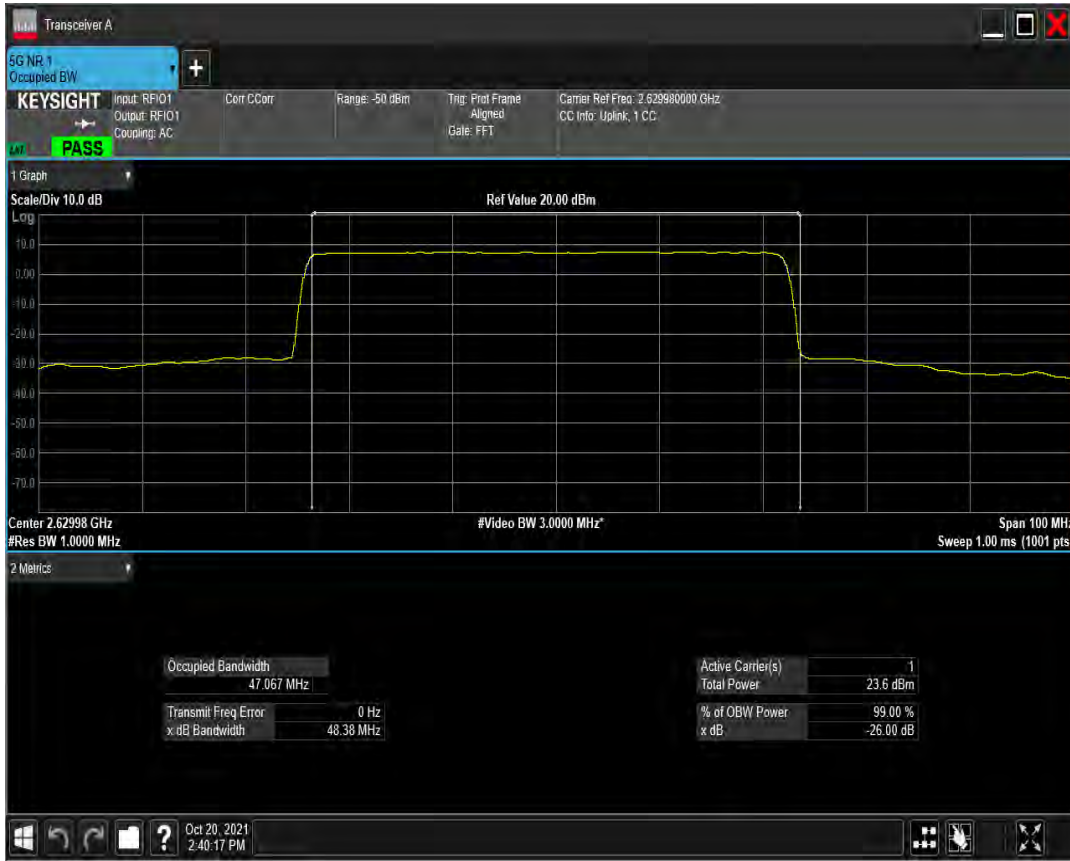 Transceiver A
5G NR 1
Occupied BW
+
KEYSIGHT
PASS
Input: RFIO1
Output: RFIO1
Coupling: AC
Corr CCorr
Range: -50 dBm
Trig: Prot Frame
Aligned
Gate: FFT
Carrier Ref Freq: 2.629980000 GHz
CC Info: Uplink, 1 CC
1 Graph
Scale/Div 10.0 dB
Ref Value 20.00 dBm
Log
10.0
0.00
-10.0
-20.0
-30.0
-40.0
-50.0
-60.0
-70.0
Center 2.62998 GHz
#Video BW 3.0000 MHz*
Span 100 MHz
#Res BW 1.0000 MHz
Sweep 1.00 ms (1001 pts
2 Metrics
Occupied Bandwidth
47.067 MHz
Transmit Freq Error 0 Hz
x dB Bandwidth 48.38 MHz
Active Carrier(s) 1
Total Power 23.6 dBm
% of OBW Power 99.00 %
x dB -26.00 dB
?
Oct 20, 2021
2:40:17 PM